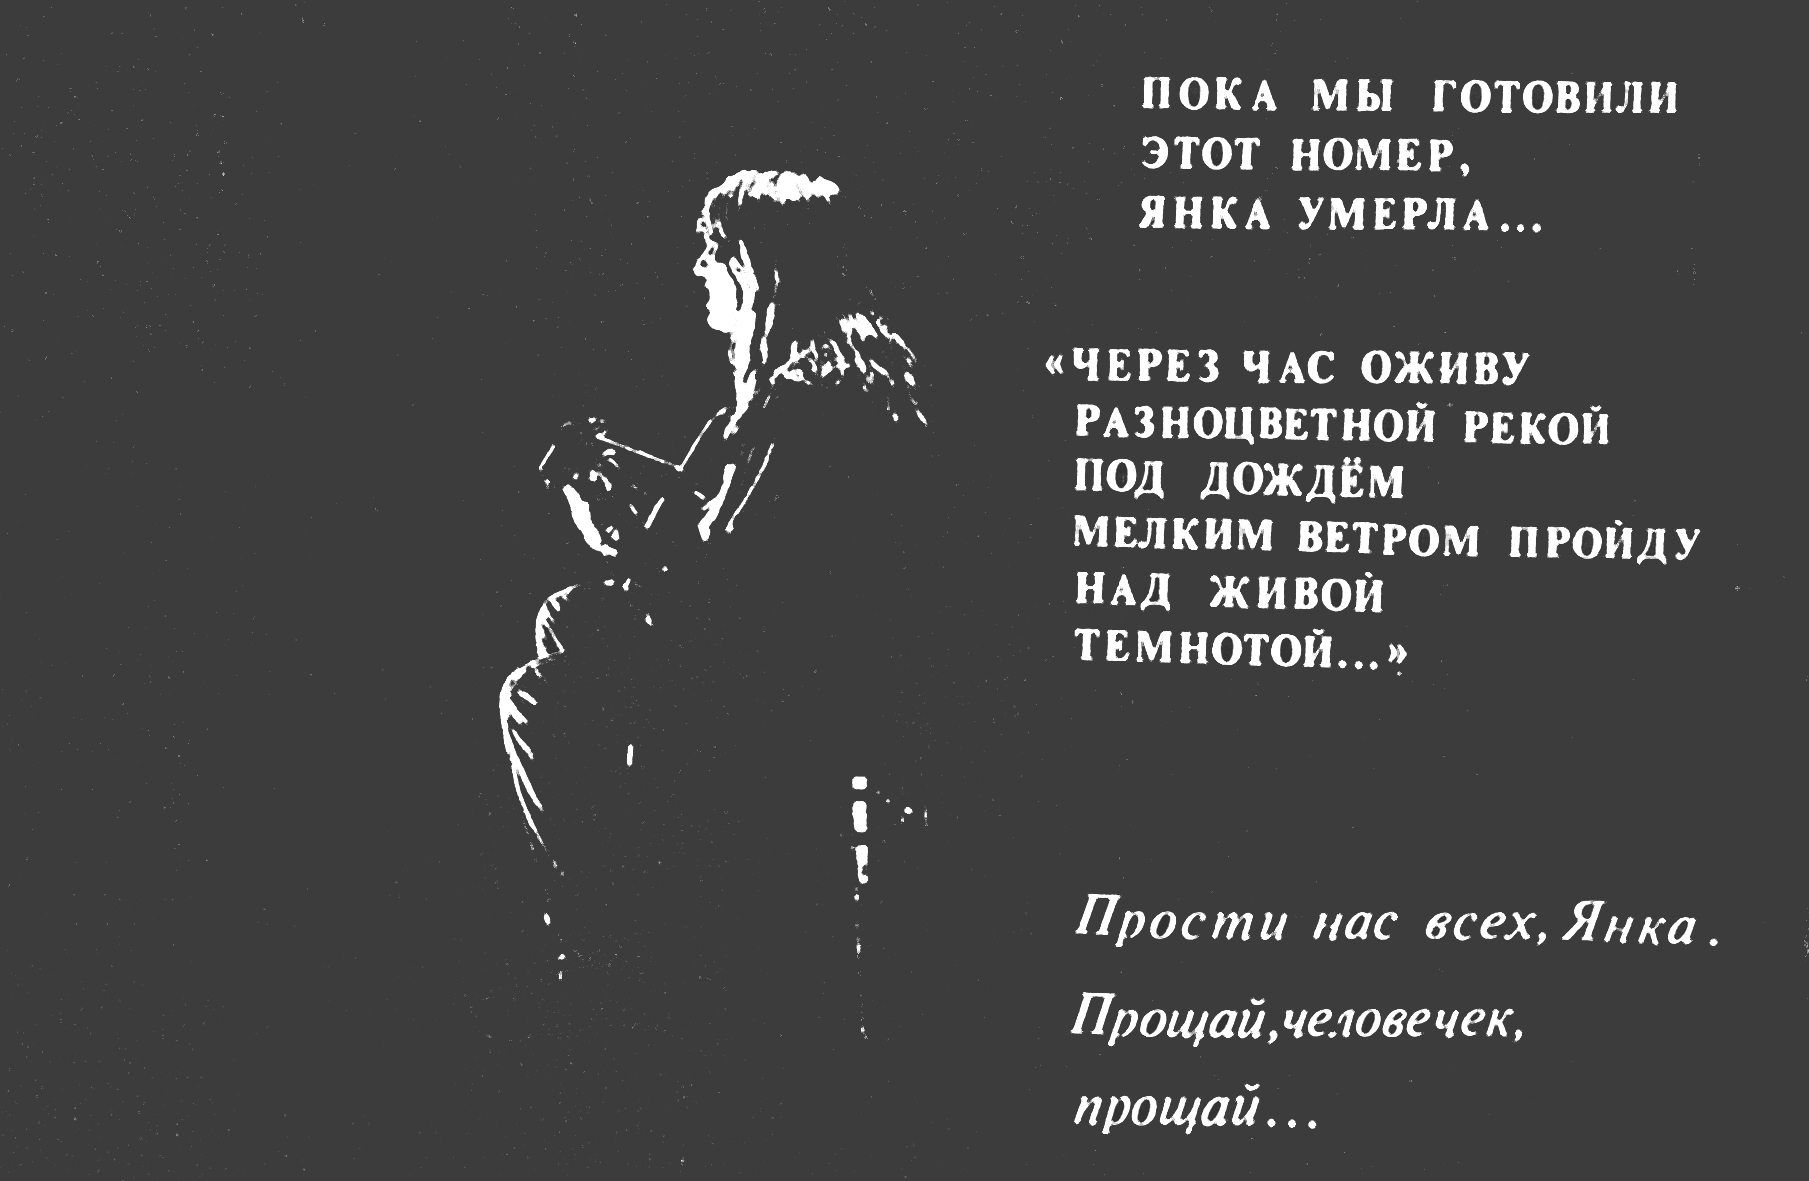 ПОКА МЫ ГОТОВИЛИ
ЭТОТ НОМЕР,
ЯНКА УМЕРЛА...
«ЧЕРЕЗ ЧАС ОЖИВУ
РАЗНОЦВЕТНОЙ РЕКОЙ
ПОД ДОЖДЁМ
МЕЛКИМ ВЕТРОМ ПРОЙДУ
НАД ЖИВОЙ
ТЕМНОТОЙ...»
Прости нас всех, Янка.
Прощай, человечек,
прощай...